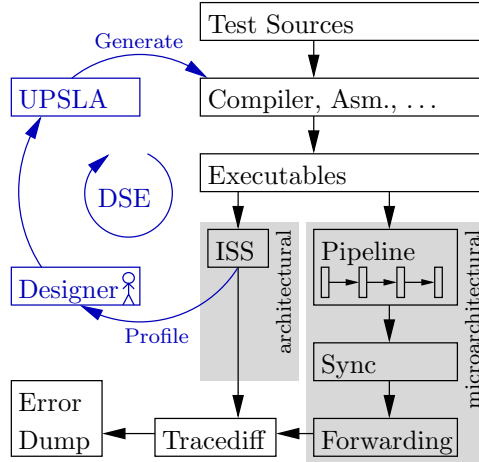 Test Sources
Generate
UPSLA
Compiler, Asm., . . .
Executables
DSE
ISS
architectural
Pipeline
microarchitectural
Designer
Profile
Sync
Error
Dump
Tracediff
Forwarding